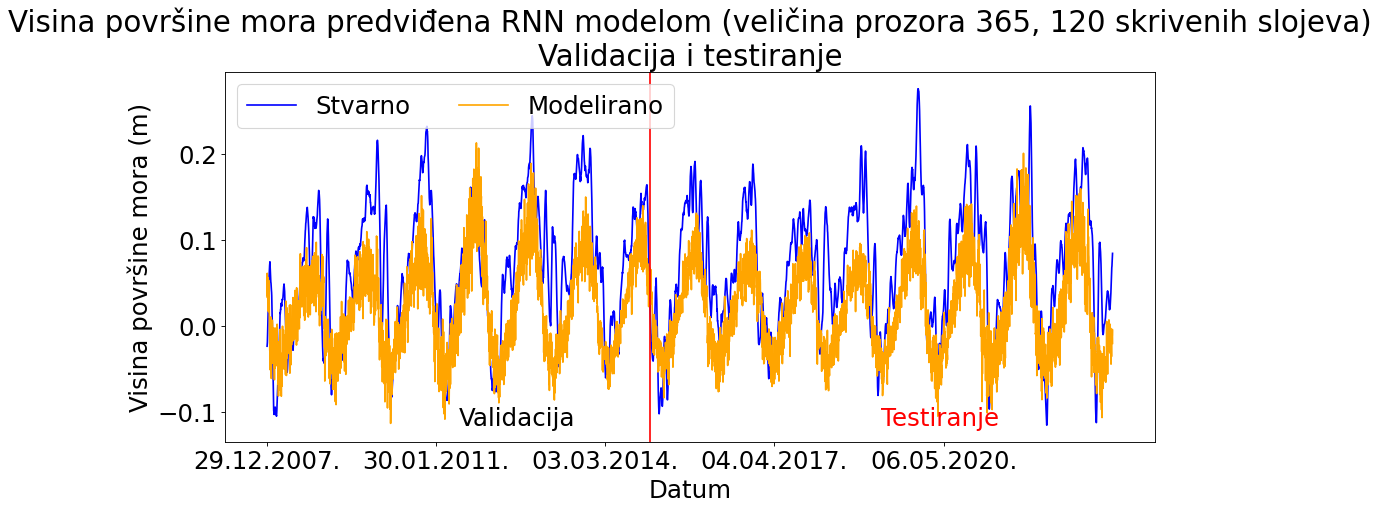 Visina površine mora predviđena RNN modelom (veličina prozora 365, 120 skrivenih slojeva)
Validacija i testiranje
Stvarno
Modelirano
Visina površine mora (m)
0.2
0.1
0.0
−0.1
Validacija
Testiranje
29.12.2007.
30.01.2011.
03.03.2014.
04.04.2017.
06.05.2020.
Datum